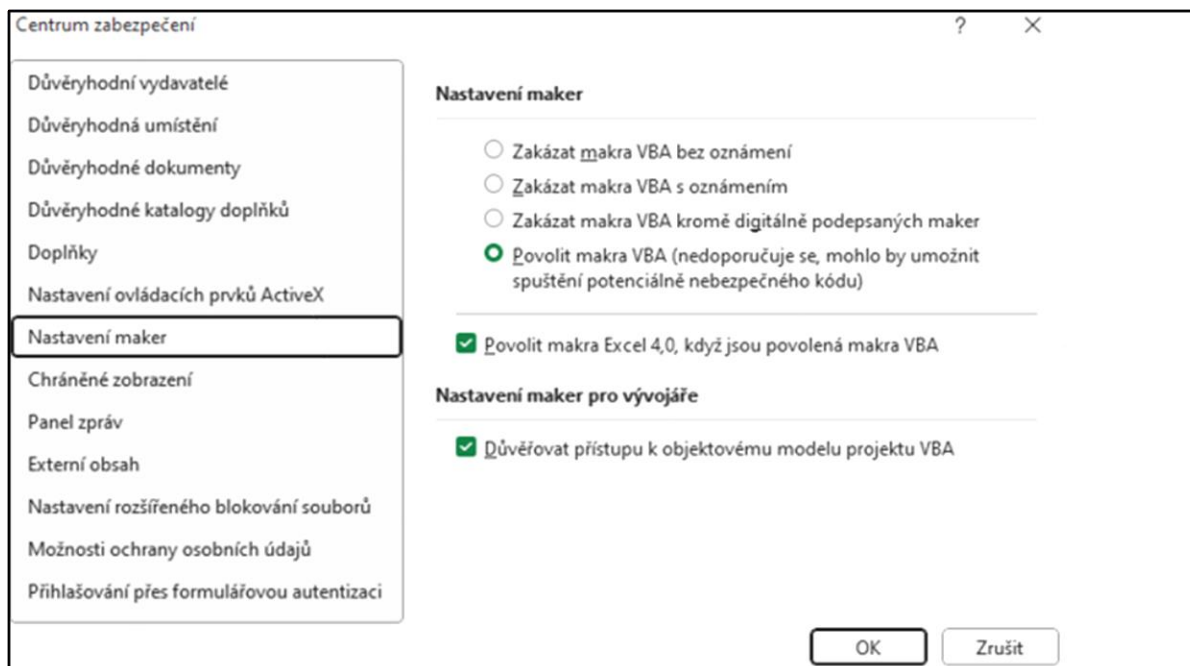 Centrum zabezpečení
?
Důvěryhodní vydavatelé
Důvěryhodná umístění
Důvěryhodné dokumenty
Důvěryhodné katalogy doplňků
Doplňky
Nastavení ovládacích prvků ActiveX
Nastavení maker
Chráněné zobrazení
Panel zpráv
Externí obsah
Nastavení rozšířeného blokování souborů
Možnosti ochrany osobních údajů
Přihlašování přes formulářovou autentizaci
Nastavení maker
Zakázat makra VBA bez oznámení
Zakázat makra VBA s oznámením
Zakázat makra VBA kromě digitálně podepsaných maker
Povolit makra VBA (nedoporučuje se, mohlo by umožnit
spuštění potenciálně nebezpečného kódu)
Povolit makra Excel 4,0, když jsou povolená makra VBA
Nastavení maker pro vývojáře
Důvěřovat přístupu k objektovému modelu projektu VBA
OK
Zrušit